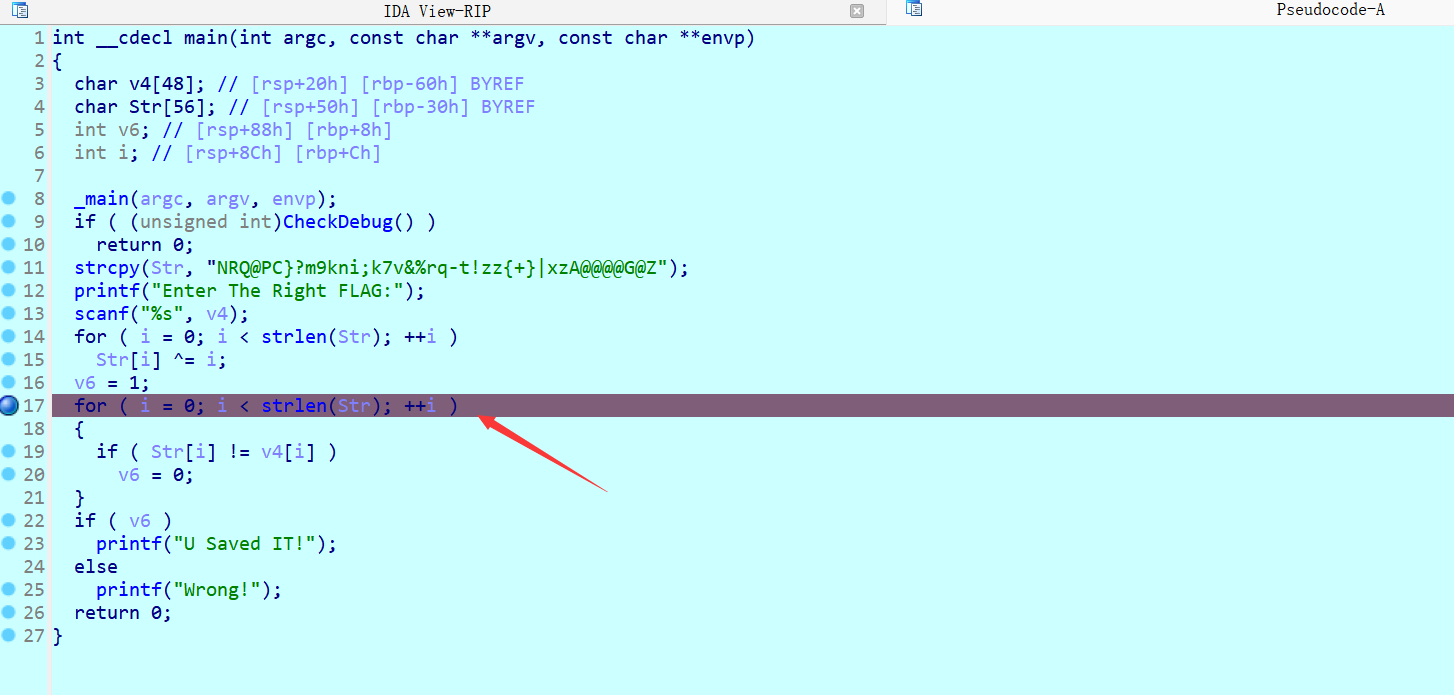 IDA View-RIP Pseudocode-A
1 int __cdecl main(int argc, const char **argv, const char **envp)
2 {
3   char v4[48]; // [rsp+20h] [rbp-60h] BYREF
4   char Str[56]; // [rsp+50h] [rbp-30h] BYREF
5   int v6; // [rsp+88h] [rbp+8h]
6   int i; // [rsp+8Ch] [rbp+Ch]
7
8   _main(argc, argv, envp);
9   if ( (unsigned int)CheckDebug() )
10     return 0;
11   strcpy(Str, "NRQ@PC}?m9kni;k7v&%rq-t!zz{+}|xzA@@@@G@Z");
12   printf("Enter The Right FLAG:");
13   scanf("%s", v4);
14   for ( i = 0; i < strlen(Str); ++i )
15     Str[i] ^= i;
16   v6 = 1;
17   for ( i = 0; i < strlen(Str); ++i )
18   {
19     if ( Str[i] != v4[i] )
20       v6 = 0;
21   }
22   if ( v6 )
23     printf("U Saved IT!");
24   else
25     printf("Wrong!");
26   return 0;
27 }